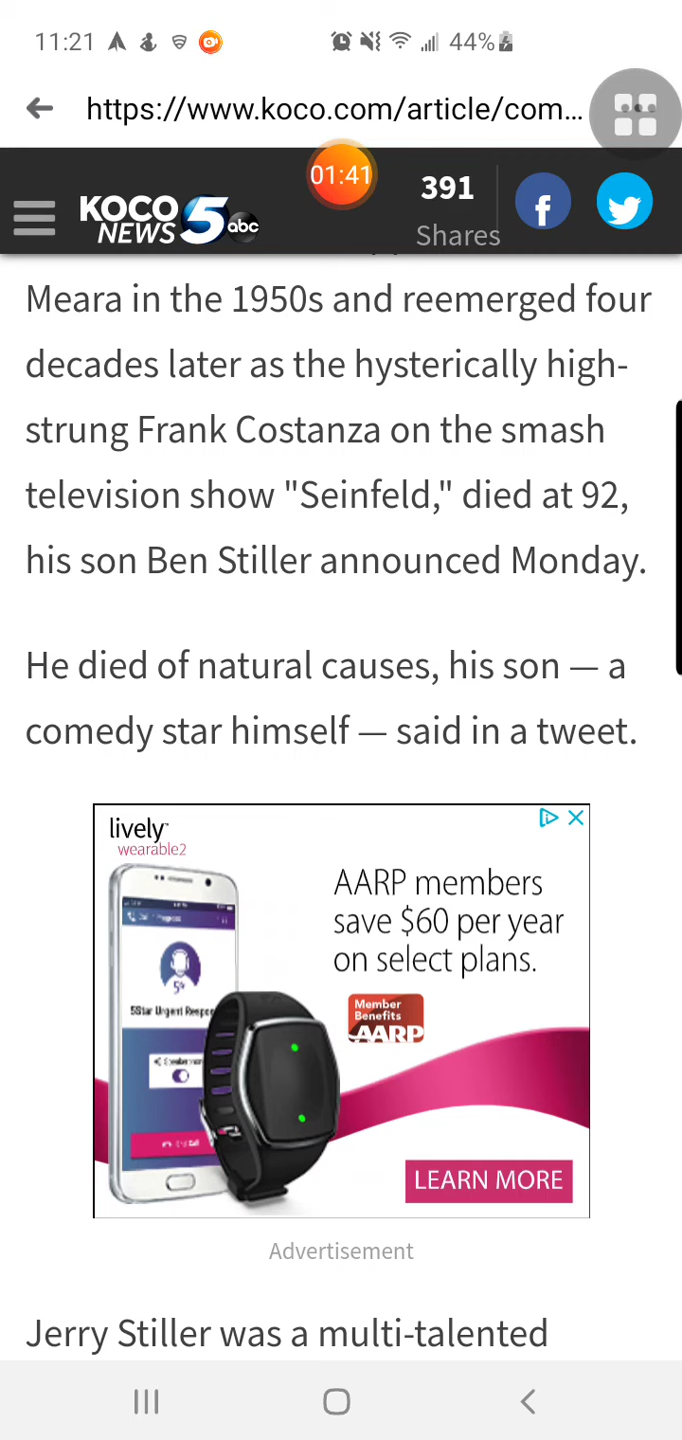 11:21
44%
https://www.koco.com/article/com...
01:41
391
Shares
KOCO
NEWS 5 abc
Meara in the 1950s and reemerged four
decades later as the hysterically high-
strung Frank Costanza on the smash
television show "Seinfeld," died at 92,
his son Ben Stiller announced Monday.
He died of natural causes, his son — a
comedy star himself — said in a tweet.
lively™
wearable2
AARP members
save $60 per year
on select plans.
Member
Benefits
AARP
5Star Urgent Respo
LEARN MORE
Advertisement
Jerry Stiller was a multi-talented